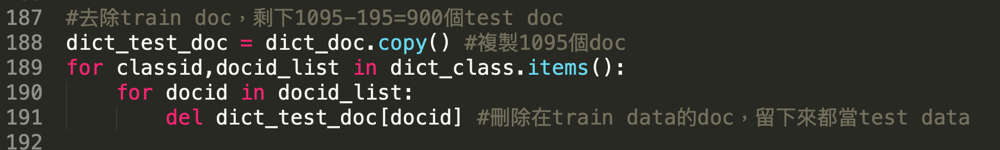 187 #去除train doc，剩下1095-195=900個test doc
188 dict_test_doc = dict_doc.copy() #複製1095個doc
189 for classid,docid_list in dict_class.items():
190 for docid in docid_list:
191 del dict_test_doc[docid] #刪除在train data的doc，留下來都當test data
192